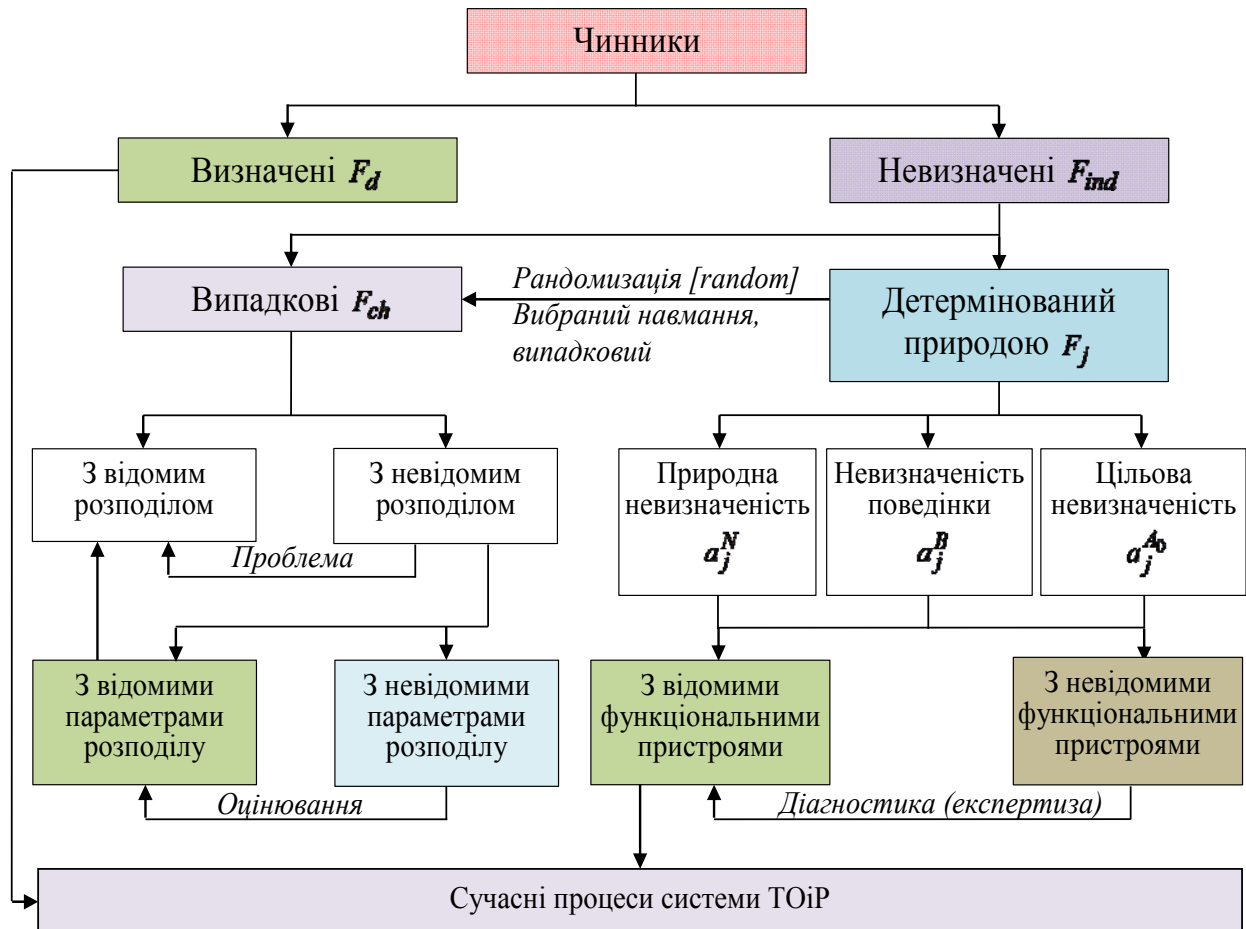 Чинники
Визначені F_d
Невизначені F_ind
Випадкові F_ch
Рандомизація [random]
Вибраний навмання,
випадковий
Детермінований
природою F_j
З відомим
розподілом
З невідомим
розподілом
Природна
невизначеність
a_j^N
Невизначеність
поведінки
a_j^B
Цільова
невизначеність
a_j^{A_0}
Проблема
З відомими
параметрами
розподілу
З невідомими
параметрами
розподілу
З відомими
функціональними
пристроями
З невідомими
функціональними
пристроями
Оцінювання
Діагностика (експертиза)
Сучасні процеси системи ТОіР